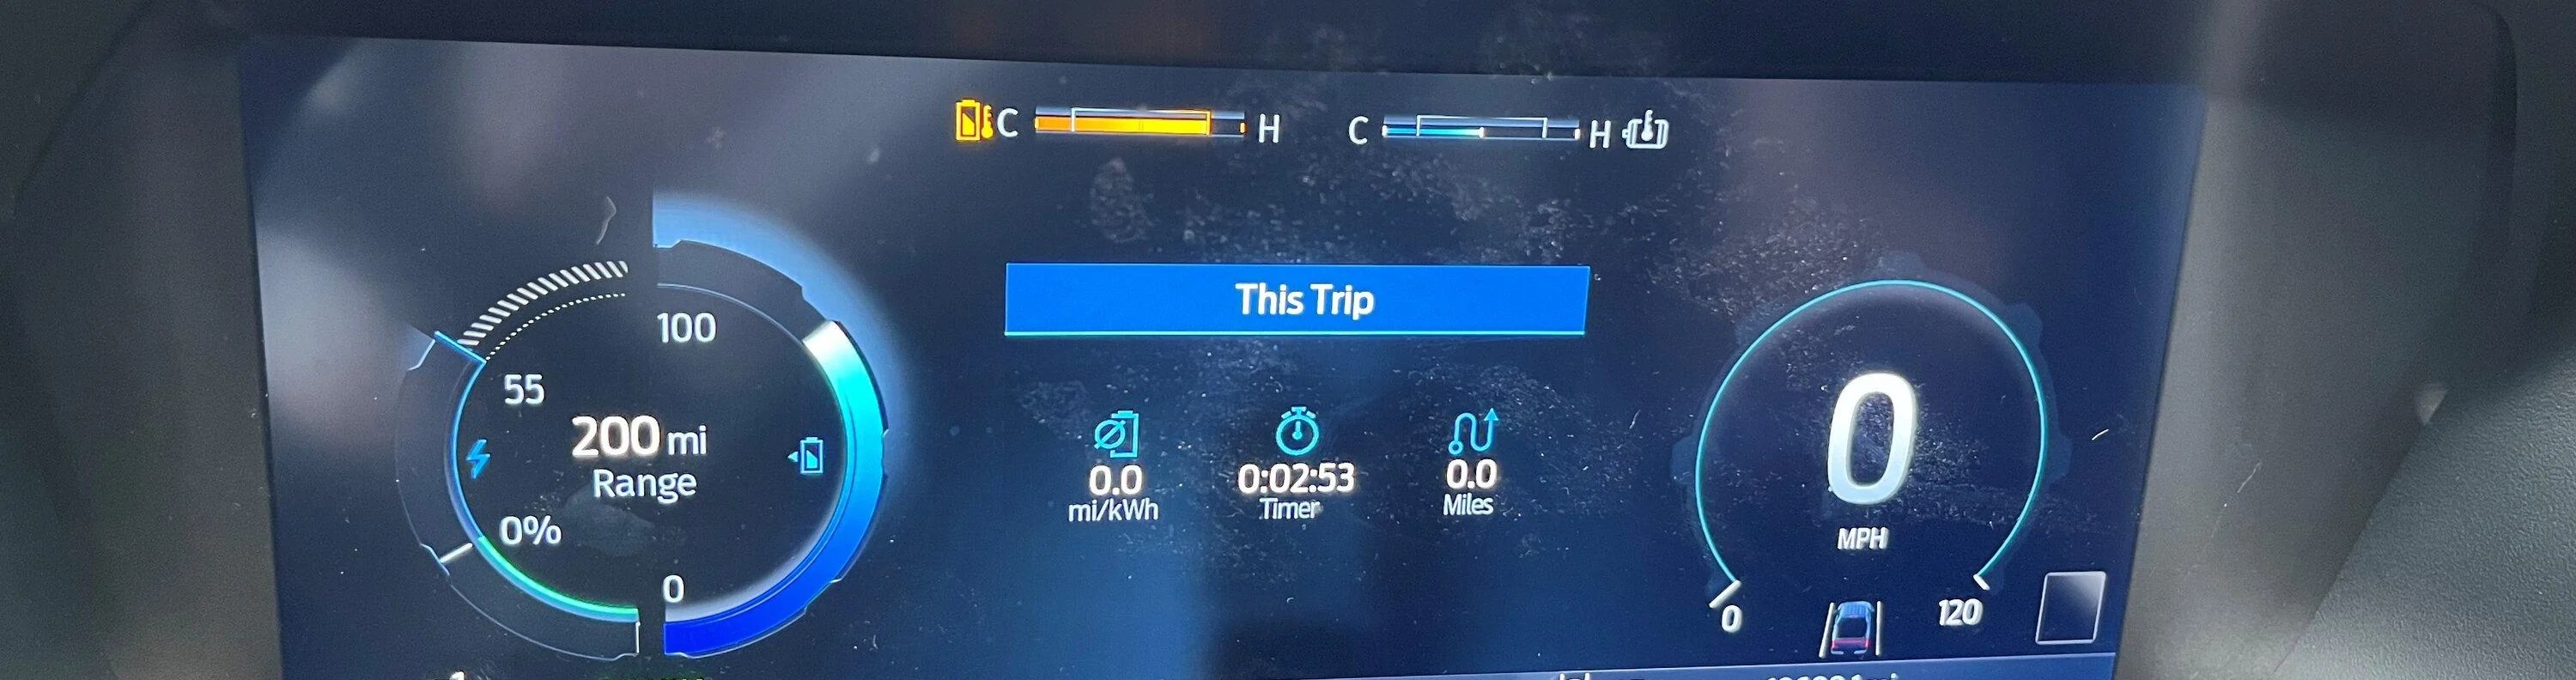 C H C H
This Trip
100
55
200 mi
Range
0%
0
0.0 0:02:53 0.0
mi/kWh Timer Miles
0
MPH
0 120